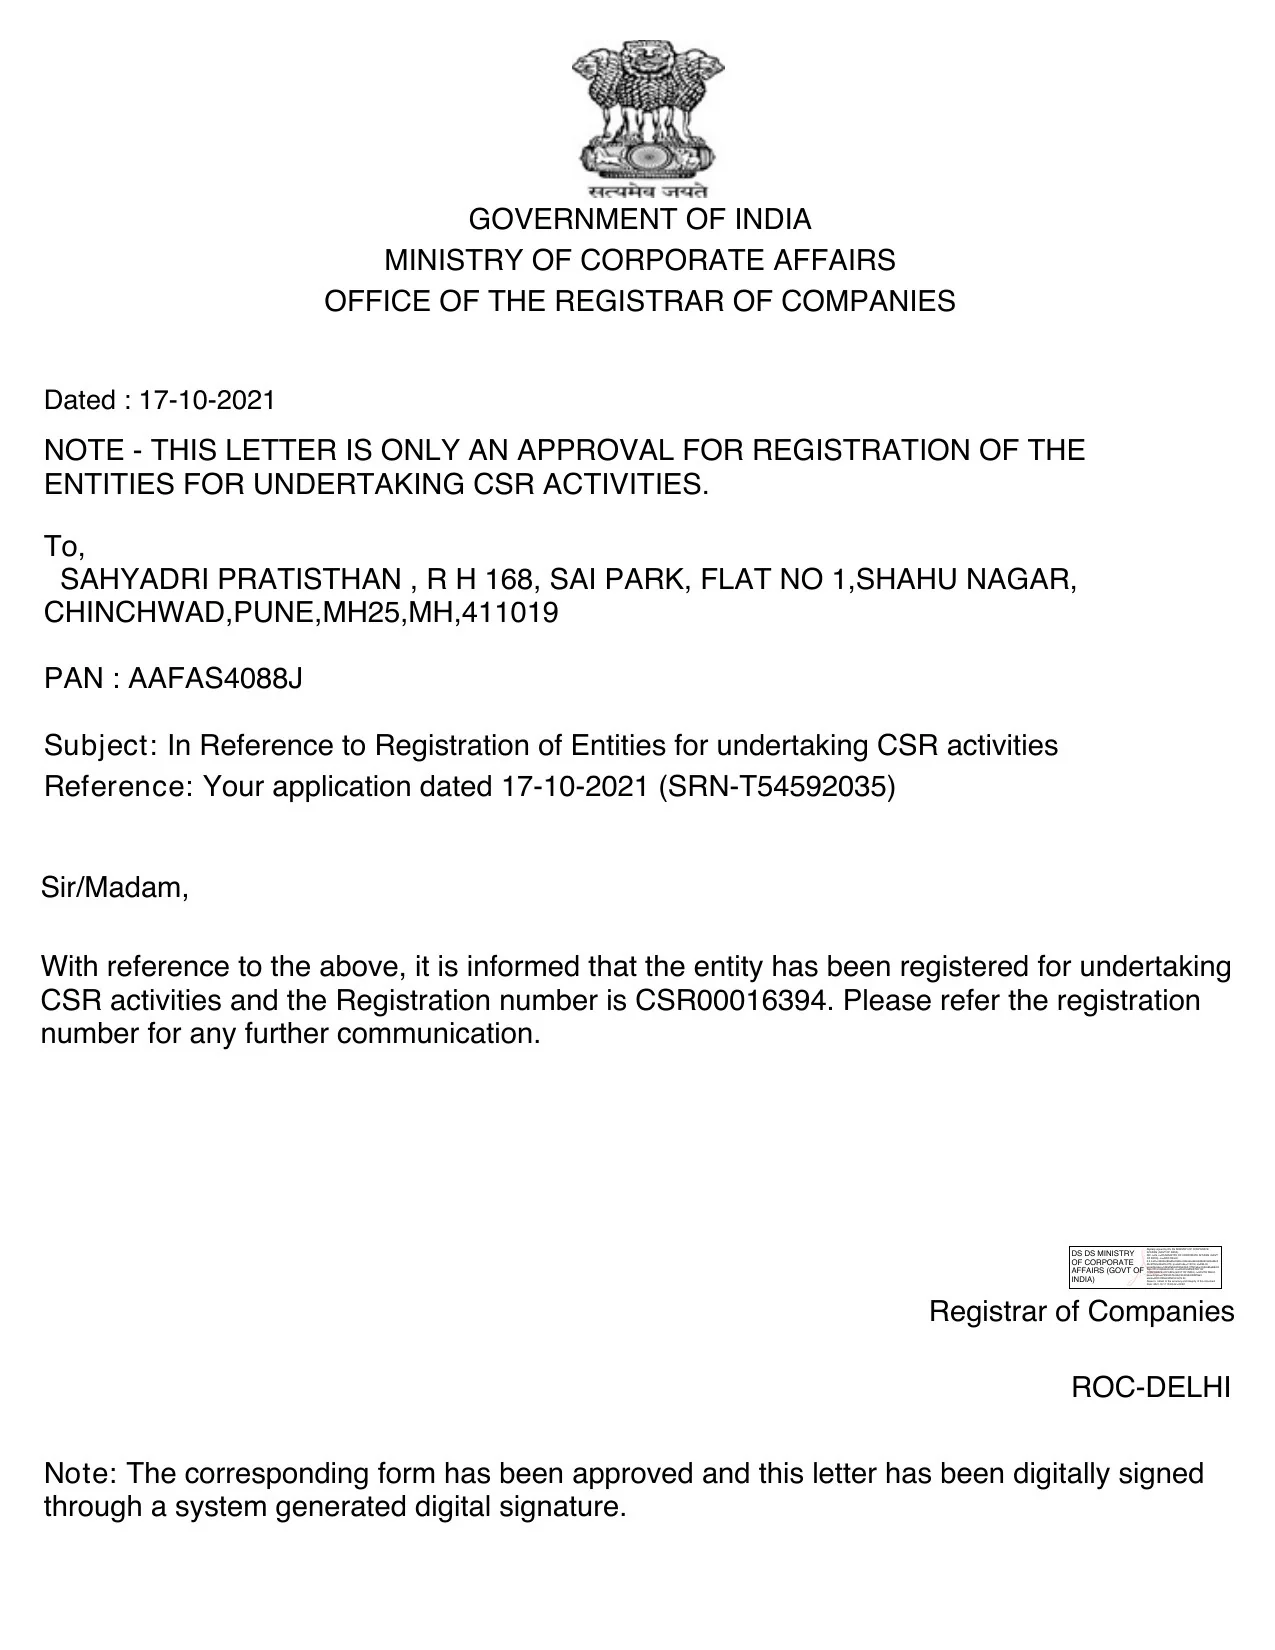 सत्यमेव जयते
GOVERNMENT OF INDIA
MINISTRY OF CORPORATE AFFAIRS
OFFICE OF THE REGISTRAR OF COMPANIES
Dated : 17-10-2021
NOTE - THIS LETTER IS ONLY AN APPROVAL FOR REGISTRATION OF THE
ENTITIES FOR UNDERTAKING CSR ACTIVITIES.
To,
SAHYADRI PRATISTHAN , R H 168, SAI PARK, FLAT NO 1,SHAHU NAGAR,
CHINCHWAD,PUNE,MH25,MH,411019
PAN : AAFAS4088J
Subject: In Reference to Registration of Entities for undertaking CSR activities
Reference: Your application dated 17-10-2021 (SRN-T54592035)
Sir/Madam,
With reference to the above, it is informed that the entity has been registered for undertaking
CSR activities and the Registration number is CSR00016394. Please refer the registration
number for any further communication.
DS DS MINISTRY
OF CORPORATE
AFFAIRS (GOVT OF
INDIA)
Registrar of Companies
ROC-DELHI
Note: The corresponding form has been approved and this letter has been digitally signed
through a system generated digital signature.